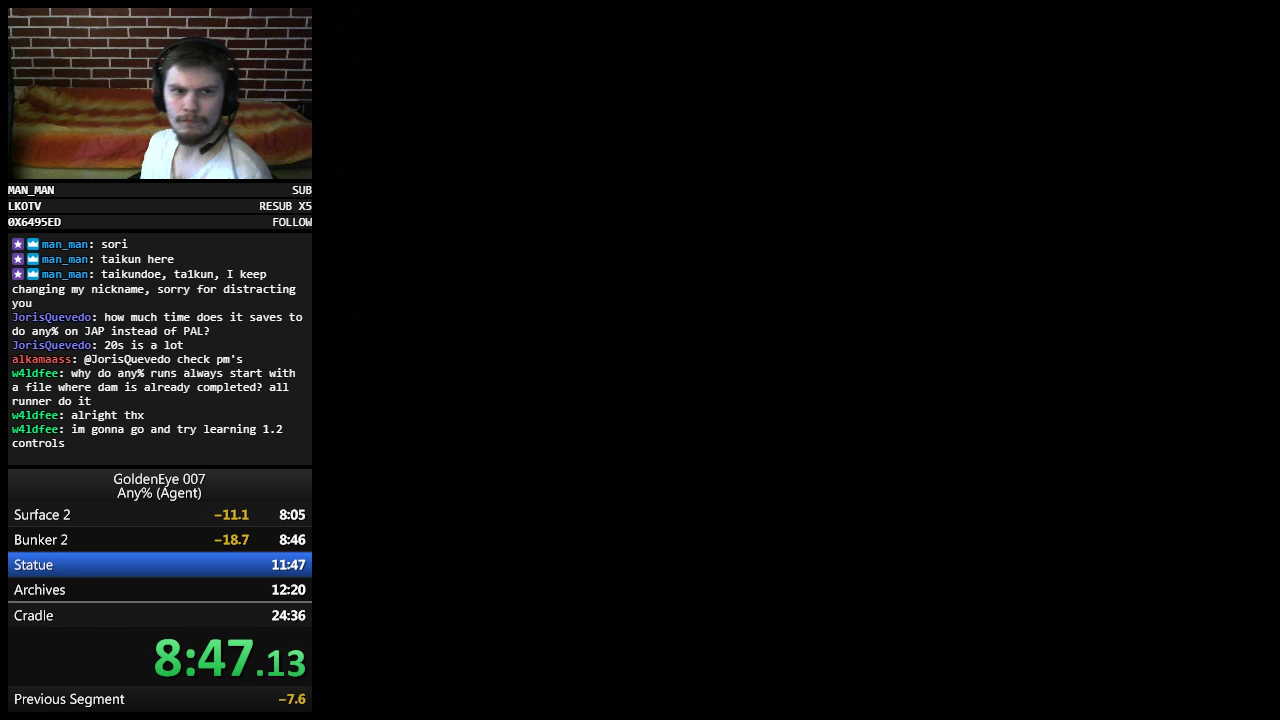 MAN_MAN SUB
LKOTV RESUB X5
0X6495ED FOLLOW
man_man: sori
man_man: taikun here
man_man: taikundoe, ta1kun, I keep
changing my nickname, sorry for distracting
you
JorisQuevedo: how much time does it saves to
do any% on JAP instead of PAL?
JorisQuevedo: 20s is a lot
alkamaass: @JorisQuevedo check pm's
w4ldfee: why do any% runs always start with
a file where dam is already completed? all
runner do it
w4ldfee: alright thx
w4ldfee: im gonna go and try learning 1.2
controls
GoldenEye 007
Any% (Agent)
Surface 2 −11.1 8:05
Bunker 2 −18.7 8:46
Statue 11:47
Archives 12:20
Cradle 24:36
8:47.13
Previous Segment −7.6